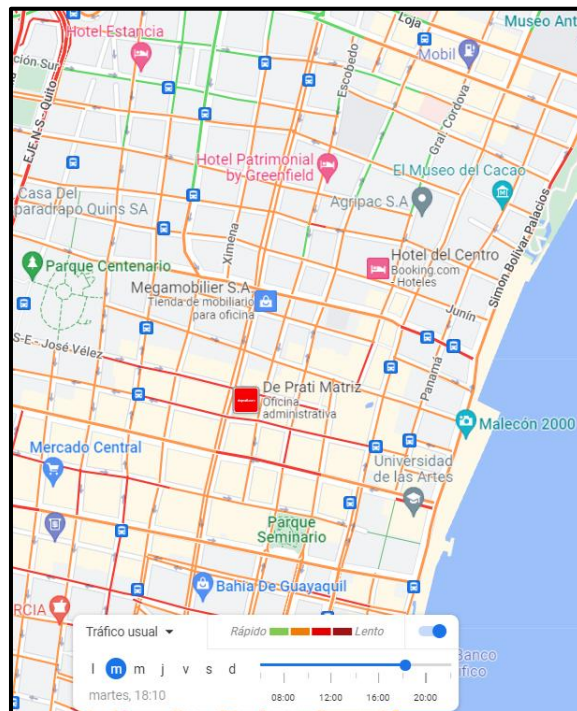 Loja
Museo Ant
Hotel Estancia
Mobil
ción Sur
Escobedo
Gral. Cordova
EJE N-S - Quito
Hotel Patrimonial
by Greenfield
El Museo del Cacao
Casa Del
paradrapo Quins SA
Agripac S.A
Simon Bolivar Palacios
Ximena
Parque Centenario
Hotel del Centro
Booking.com
- Hoteles
Megamobilier S.A
Tienda de mobiliario
para oficina
Junín
S-E - José Vélez
Panamá
De Prati Matriz
Oficina
administrativa
Malecón 2000
Mercado Central
Universidad
de las Artes
Parque
Seminario
Bahia De Guayaquil
RCIA
Tráfico usual
Rápido
Lento
Banco
ífico
l m m j v s d
martes, 18:10
08:00 12:00 16:00 20:00